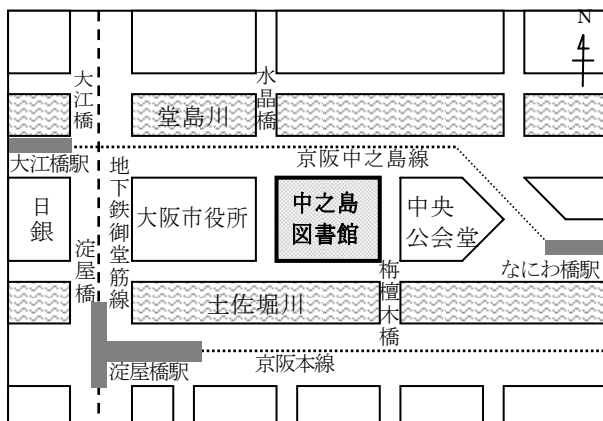 N
大江橋
水晶橋
堂島川
京阪中之島線
大江橋駅
地下鉄御堂筋線
日銀
大阪市役所
中之島
図書館
中央
公会堂
淀屋橋
栴檀木橋
なにわ橋駅
土佐堀川
淀屋橋駅
京阪本線